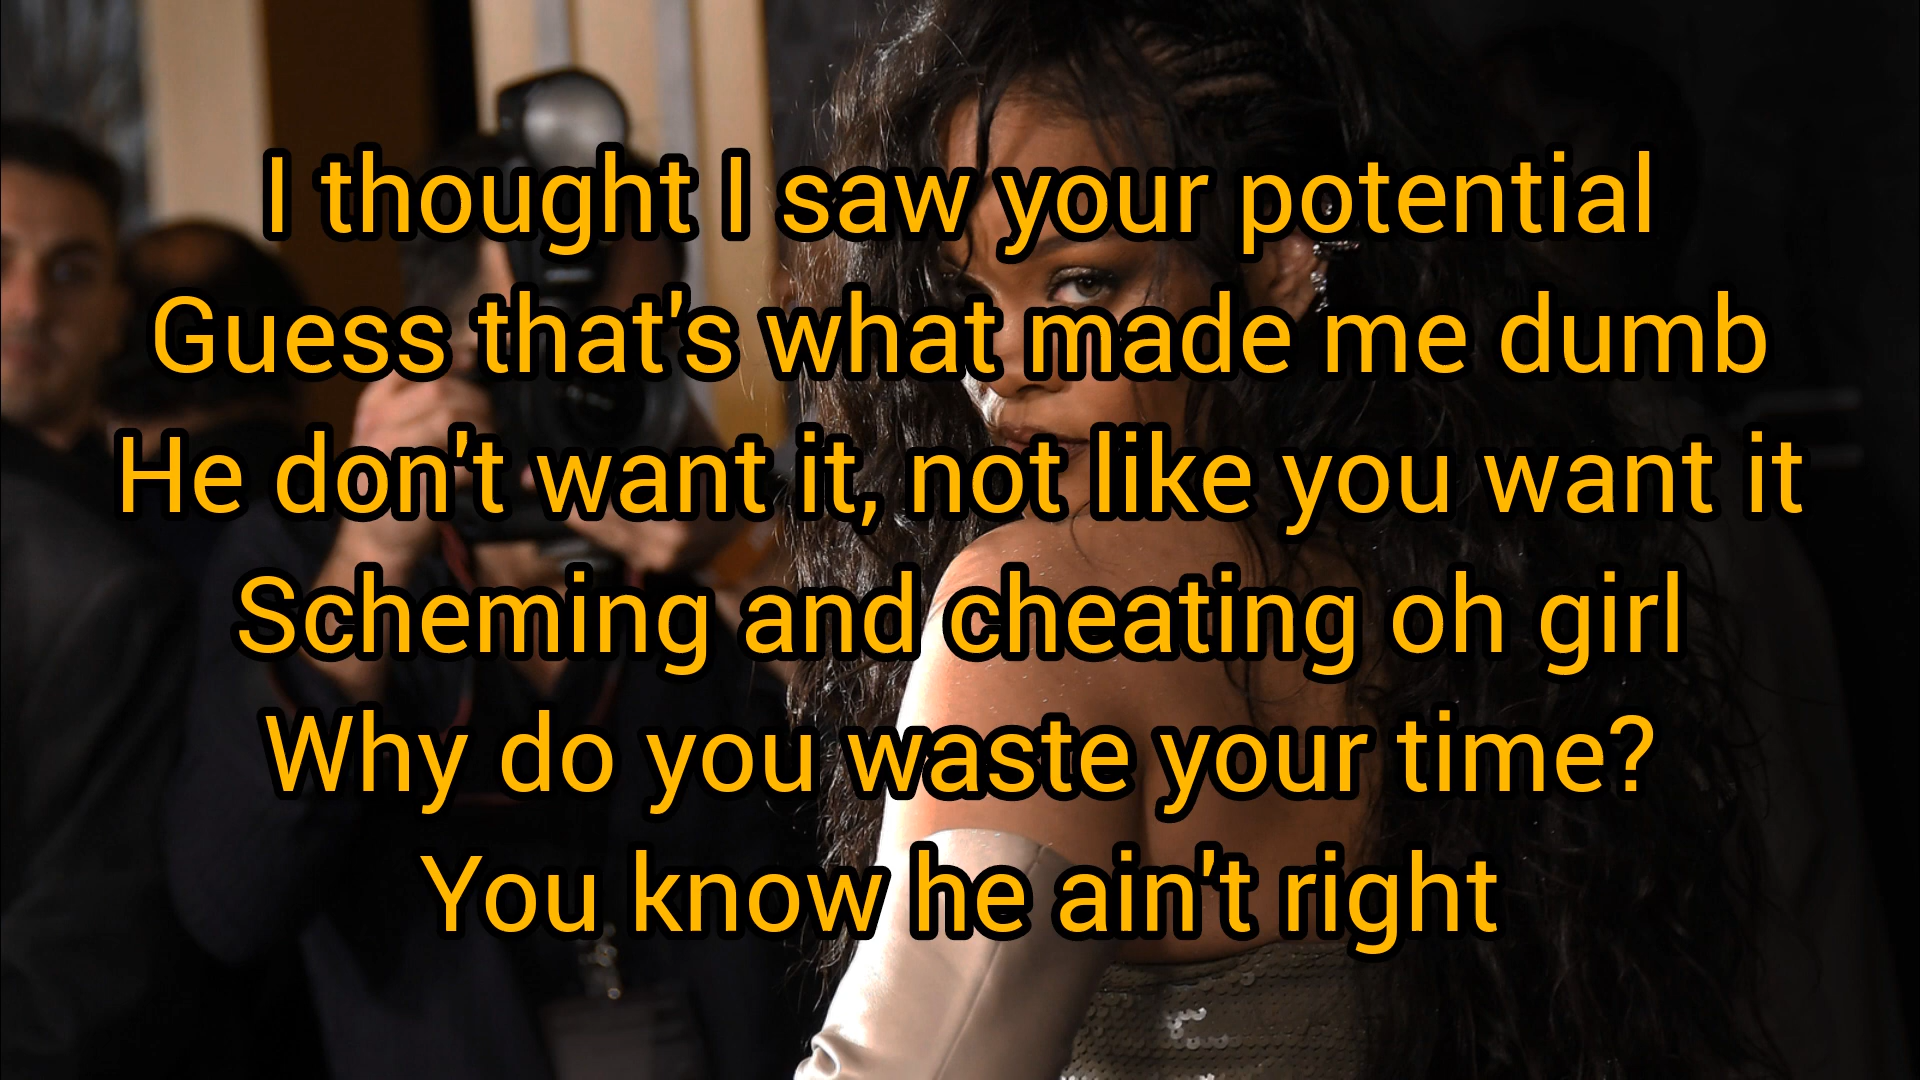 I thought I saw your potential
Guess that's what made me dumb
He don't want it, not like you want it
Scheming and cheating oh girl
Why do you waste your time?
You know he ain't right